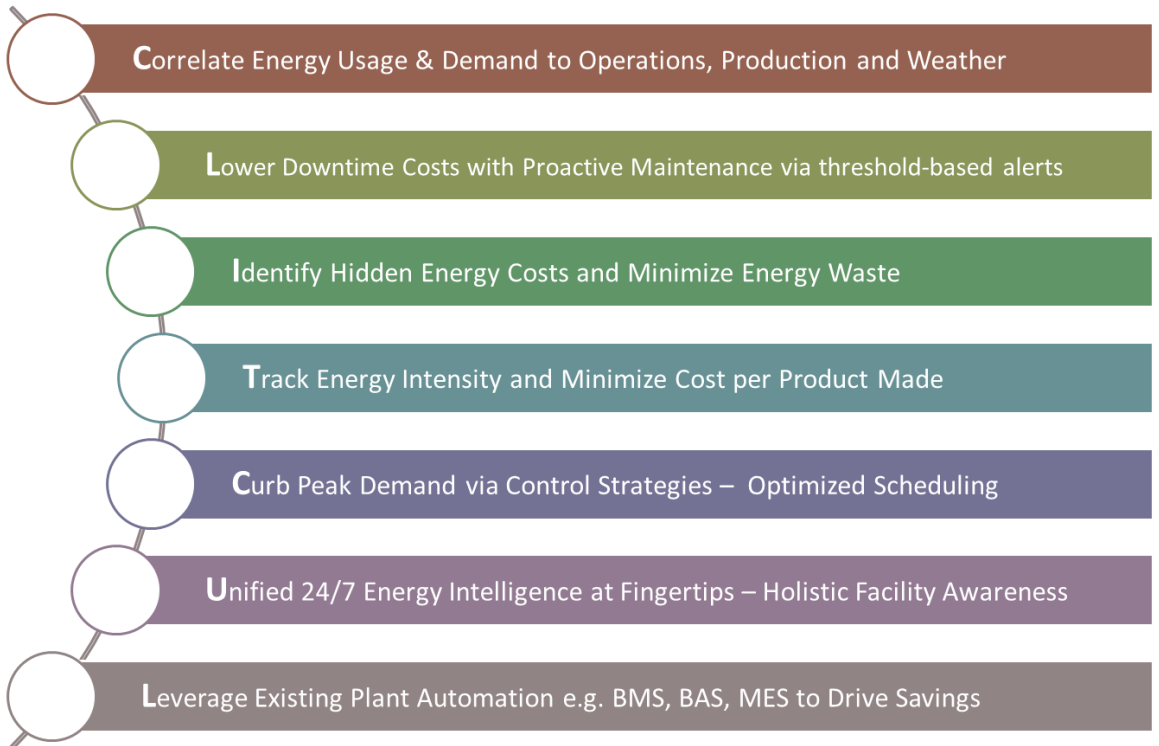 Correlate Energy Usage & Demand to Operations, Production and Weather
Lower Downtime Costs with Proactive Maintenance via threshold-based alerts
Identify Hidden Energy Costs and Minimize Energy Waste
Track Energy Intensity and Minimize Cost per Product Made
Curb Peak Demand via Control Strategies – Optimized Scheduling
Unified 24/7 Energy Intelligence at Fingertips – Holistic Facility Awareness
Leverage Existing Plant Automation e.g. BMS, BAS, MES to Drive Savings